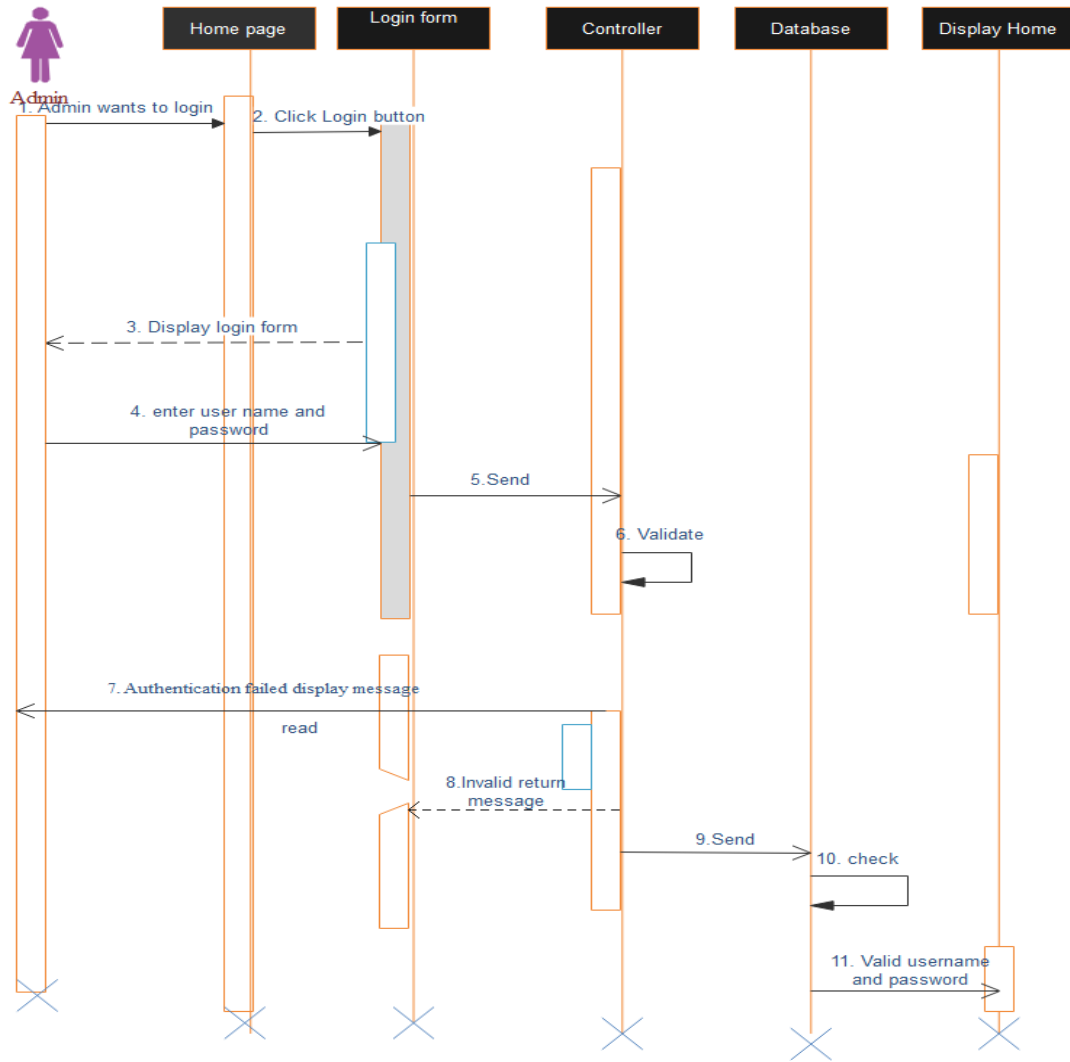 Home page
Login form
Controller
Database
Display Home
Admin
1. Admin wants to login
2. Click Login button
3. Display login form
4. enter user name and
password
5.Send
6. Validate
7. Authentication failed display message
read
8.Invalid return
message
9.Send
10. check
11. Valid username
and password